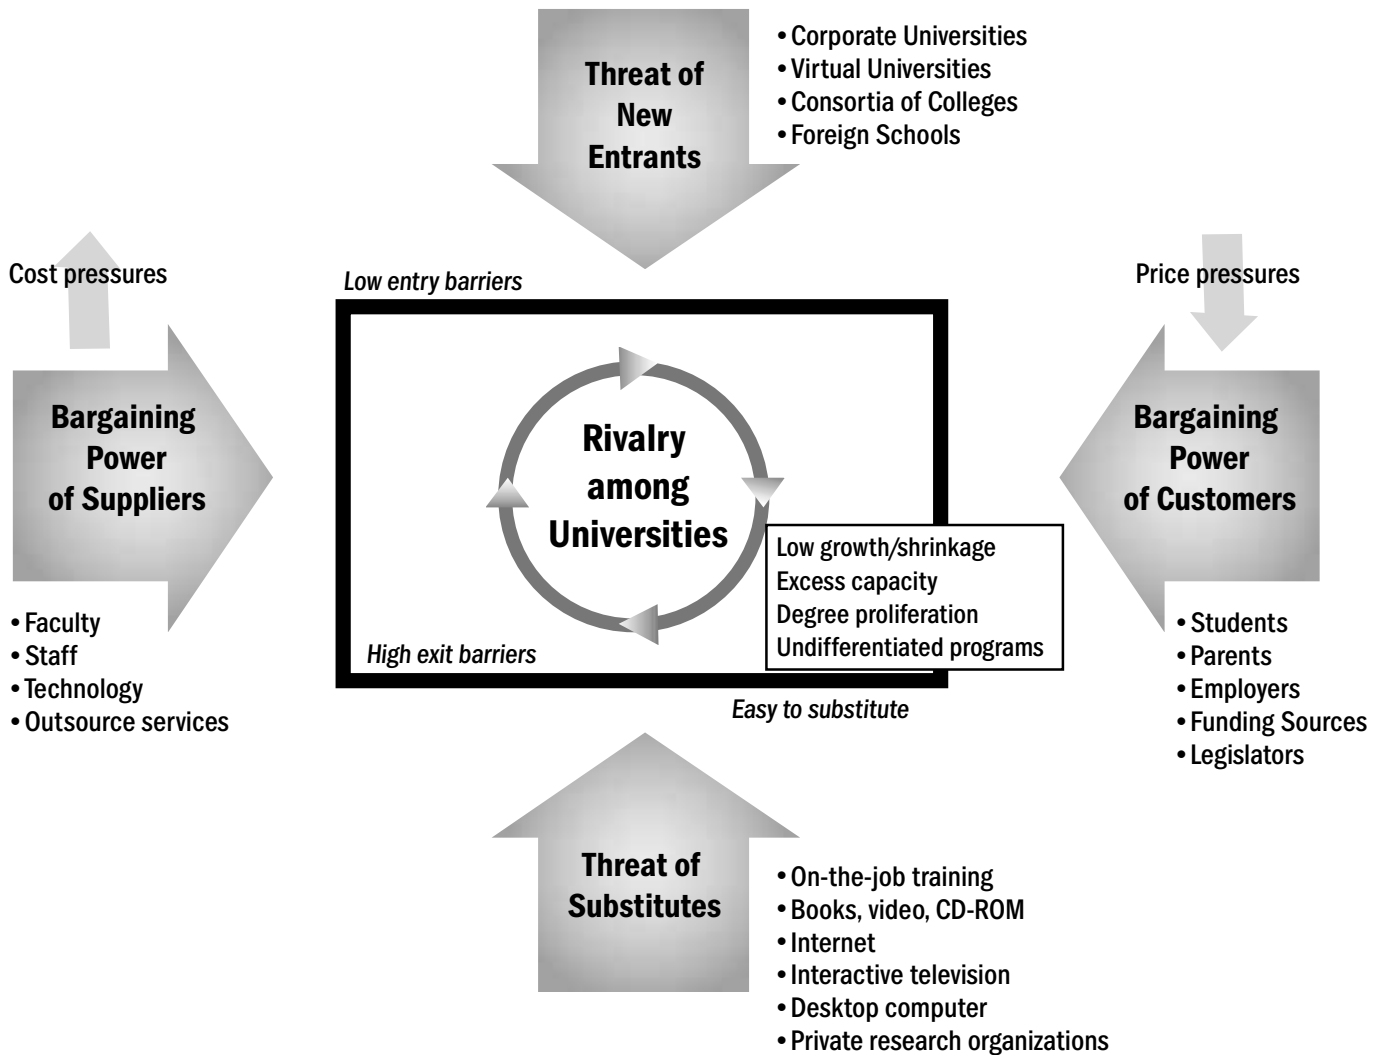 Threat of
New
Entrants
• Corporate Universities
• Virtual Universities
• Consortia of Colleges
• Foreign Schools
Cost pressures
Price pressures
Low entry barriers
Bargaining
Power
of Suppliers
Rivalry
among
Universities
Bargaining
Power
of Customers
Low growth/shrinkage
Excess capacity
Degree proliferation
Undifferentiated programs
High exit barriers
Easy to substitute
• Faculty
• Staff
• Technology
• Outsource services
• Students
• Parents
• Employers
• Funding Sources
• Legislators
Threat of
Substitutes
• On-the-job training
• Books, video, CD-ROM
• Internet
• Interactive television
• Desktop computer
• Private research organizations